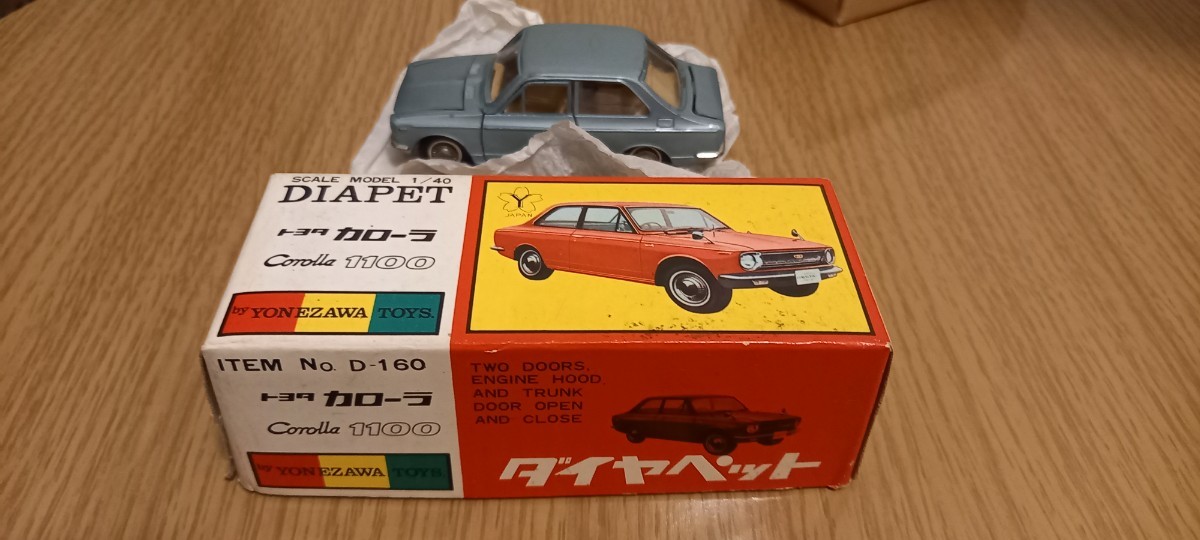 SCALE MODEL 1/40
DIAPET
トヨタ カローラ
Corolla 1100
by YONEZAWA TOYS.
Y
JAPAN
ITEM No. D-160
トヨタ カローラ
Corolla 1100
by YONEZAWA TOYS.
TWO DOORS,
ENGINE HOOD,
AND TRUNK
DOOR OPEN
AND CLOSE
ダイヤペット